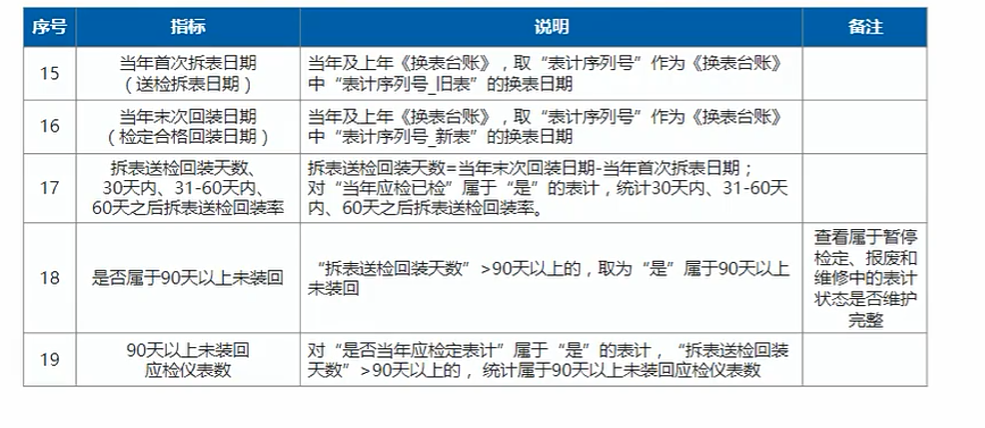 序号 指标 说明 备注
15 当年首次拆表日期
（送检拆表日期）
当年及上年《换表台账》，取“表计序列号”作为《换表台账》
中“表计序列号_旧表”的换表日期
16 当年末次回装日期
（检定合格回装日期）
当年及上年《换表台账》，取“表计序列号”作为《换表台账》
中“表计序列号_新表”的换表日期
17 拆表送检回装天数、
30天内、31-60天内、
60天之后拆表送检回装率
拆表送检回装天数=当年末次回装日期-当年首次拆表日期；
对“当年应检已检”属于“是”的表计，统计30天内、31-60天
内、60天之后拆表送检回装率。
18 是否属于90天以上未装回
“拆表送检回装天数”>90天以上的，取为“是”属于90天以上
未装回
查看属于暂停
检定、报废和
维修中的表计
状态是否维护
完整
19 90天以上未装回
应检仪表数
对“是否当年应检定表计”属于“是”的表计，“拆表送检回装
天数”>90天以上的，统计属于90天以上未装回应检仪表数